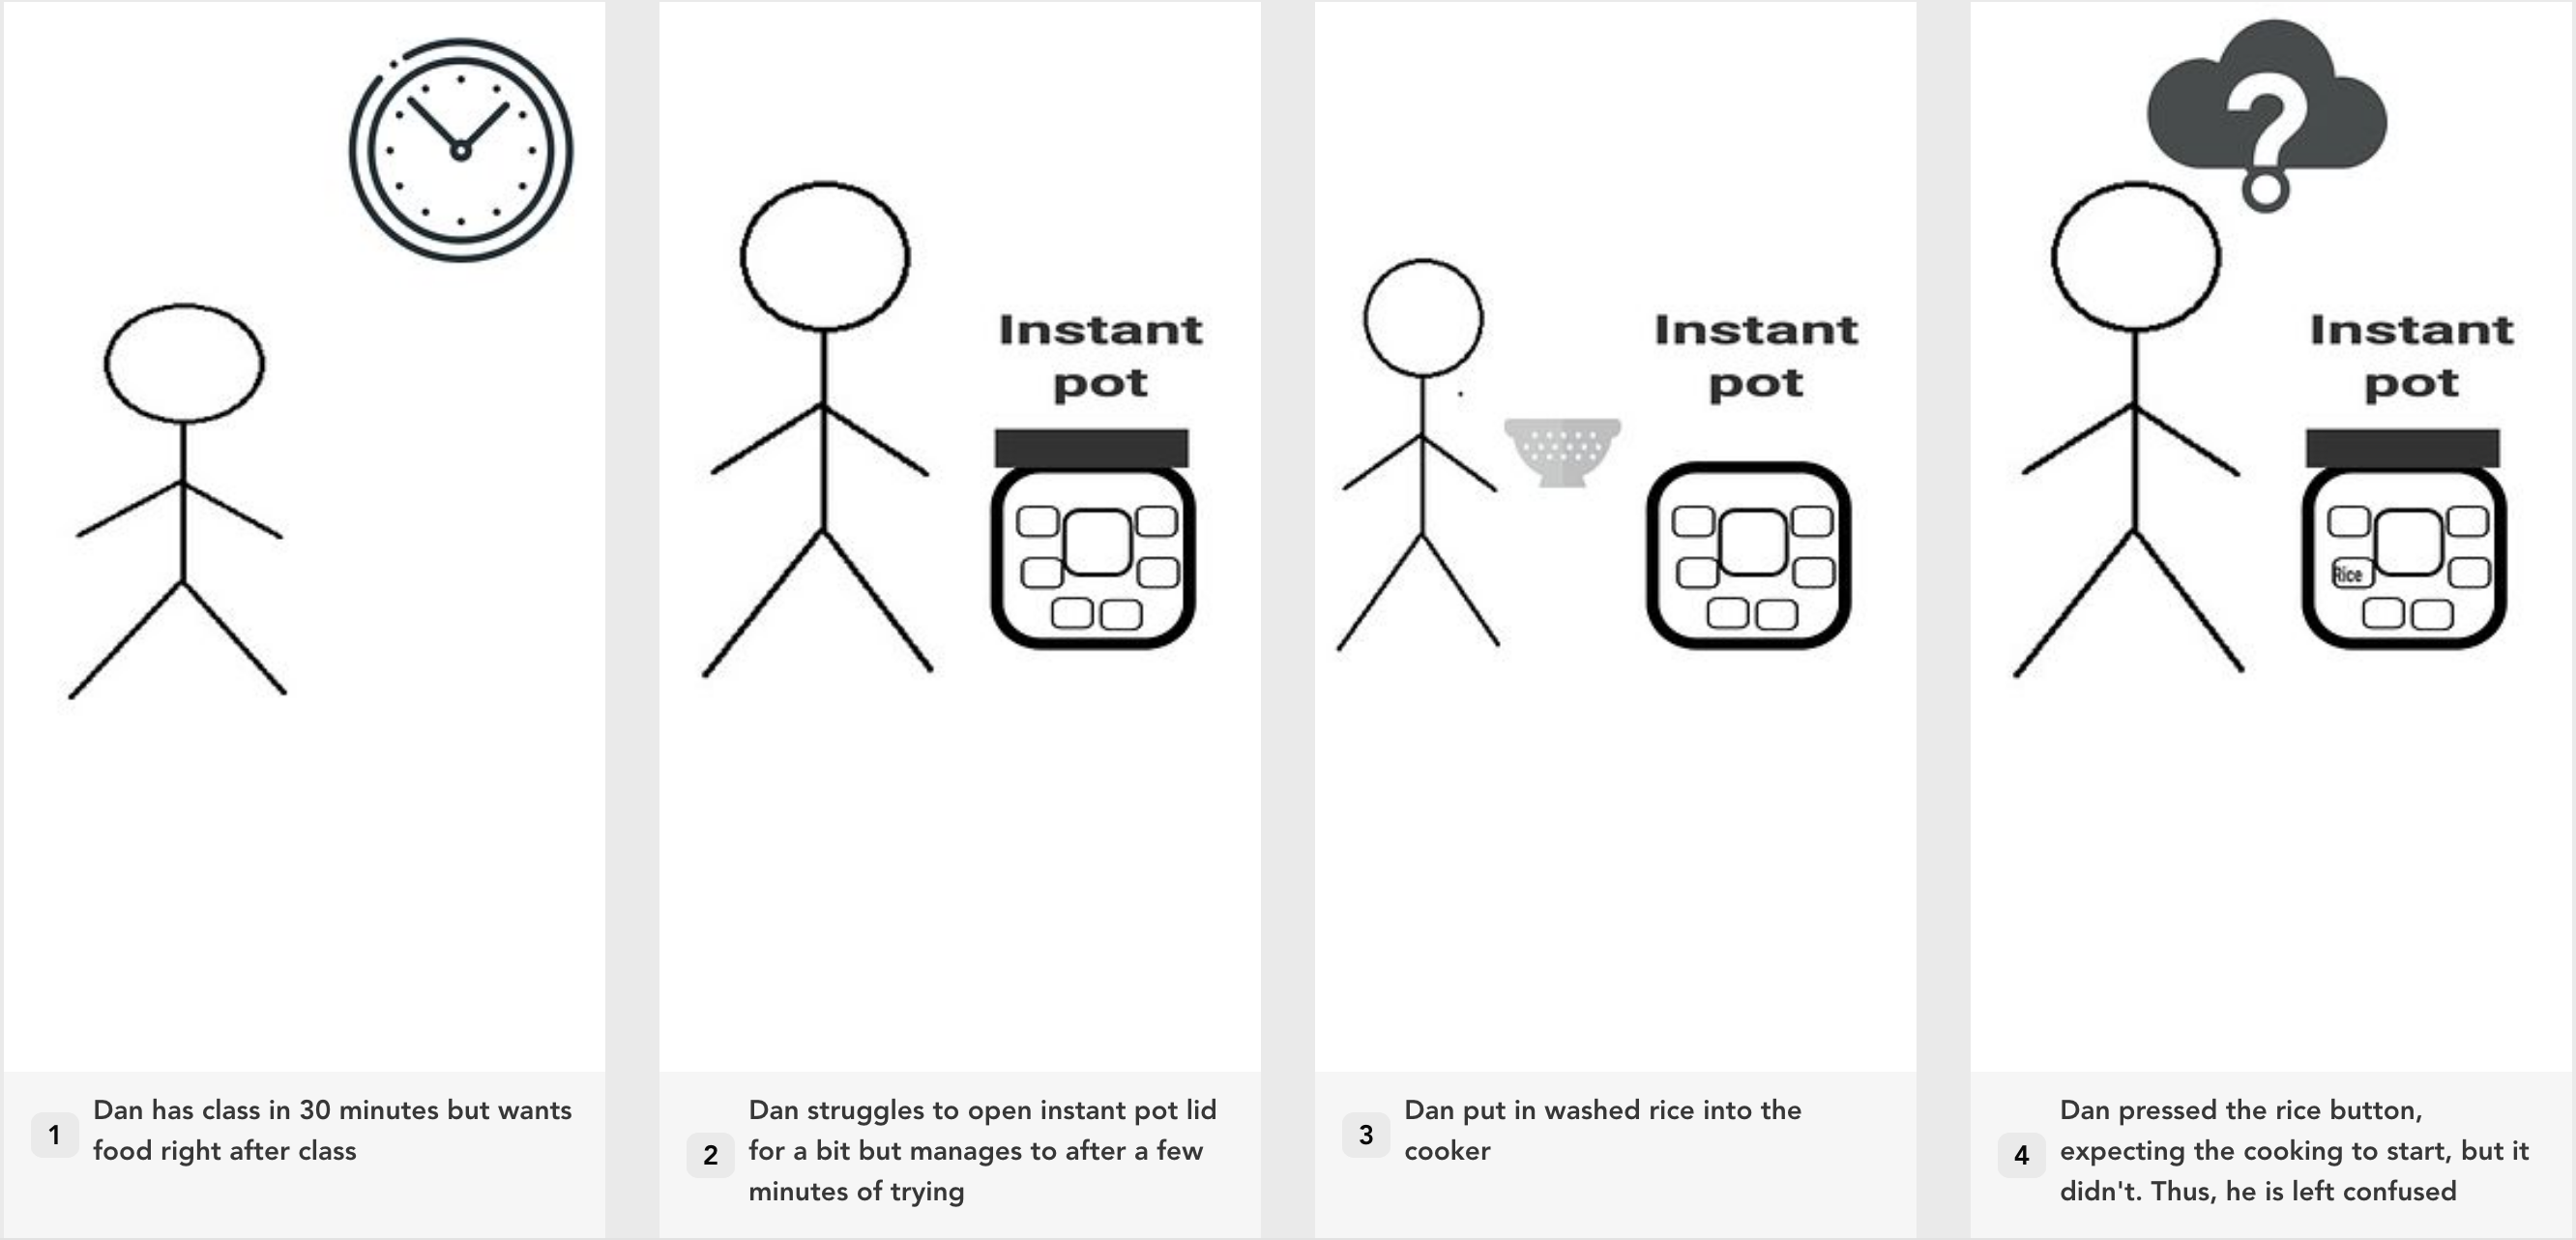 Instant
pot
Instant
pot
Instant
pot
Rice
1
Dan has class in 30 minutes but wants
food right after class
2
Dan struggles to open instant pot lid
for a bit but manages to after a few
minutes of trying
3
Dan put in washed rice into the
cooker
4
Dan pressed the rice button,
expecting the cooking to start, but it
didn't. Thus, he is left confused